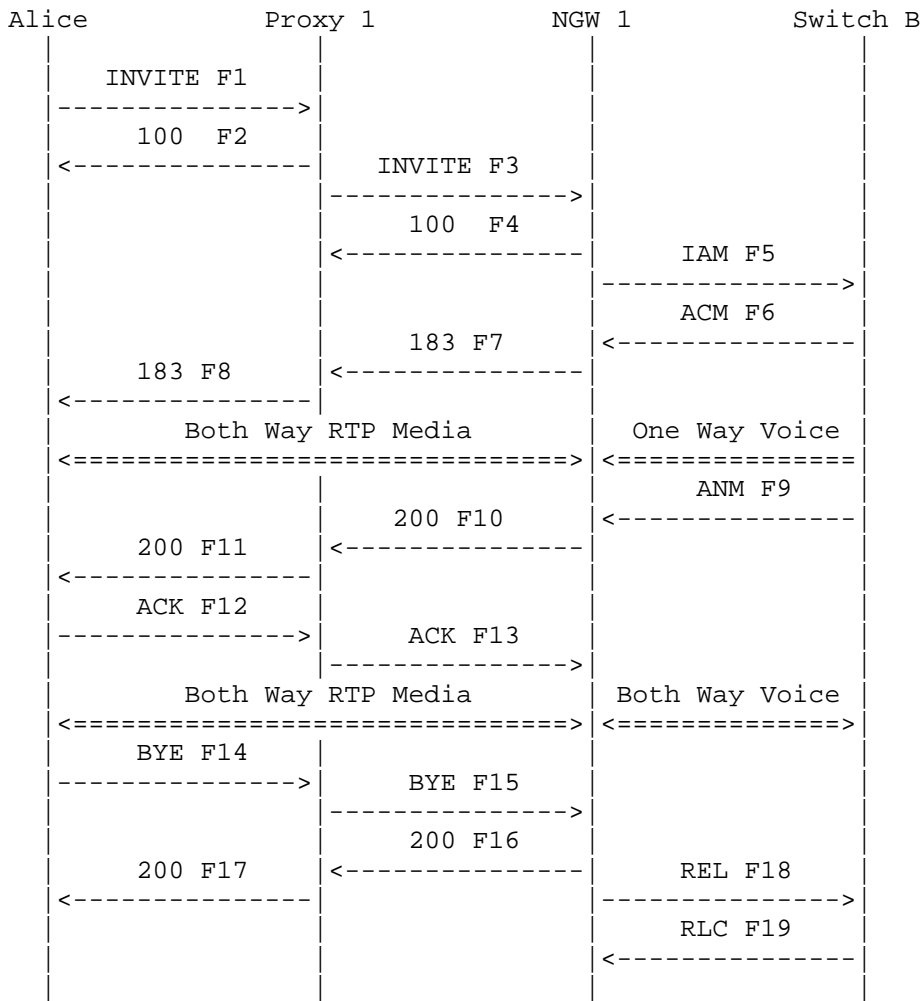 Alice Proxy 1 NGW 1 Switch B
INVITE F1
100 F2
INVITE F3
100 F4
IAM F5
ACM F6
183 F7
183 F8
Both Way RTP Media One Way Voice
ANM F9
200 F10
200 F11
ACK F12
ACK F13
Both Way RTP Media Both Way Voice
BYE F14
BYE F15
200 F16
200 F17 REL F18
RLC F19